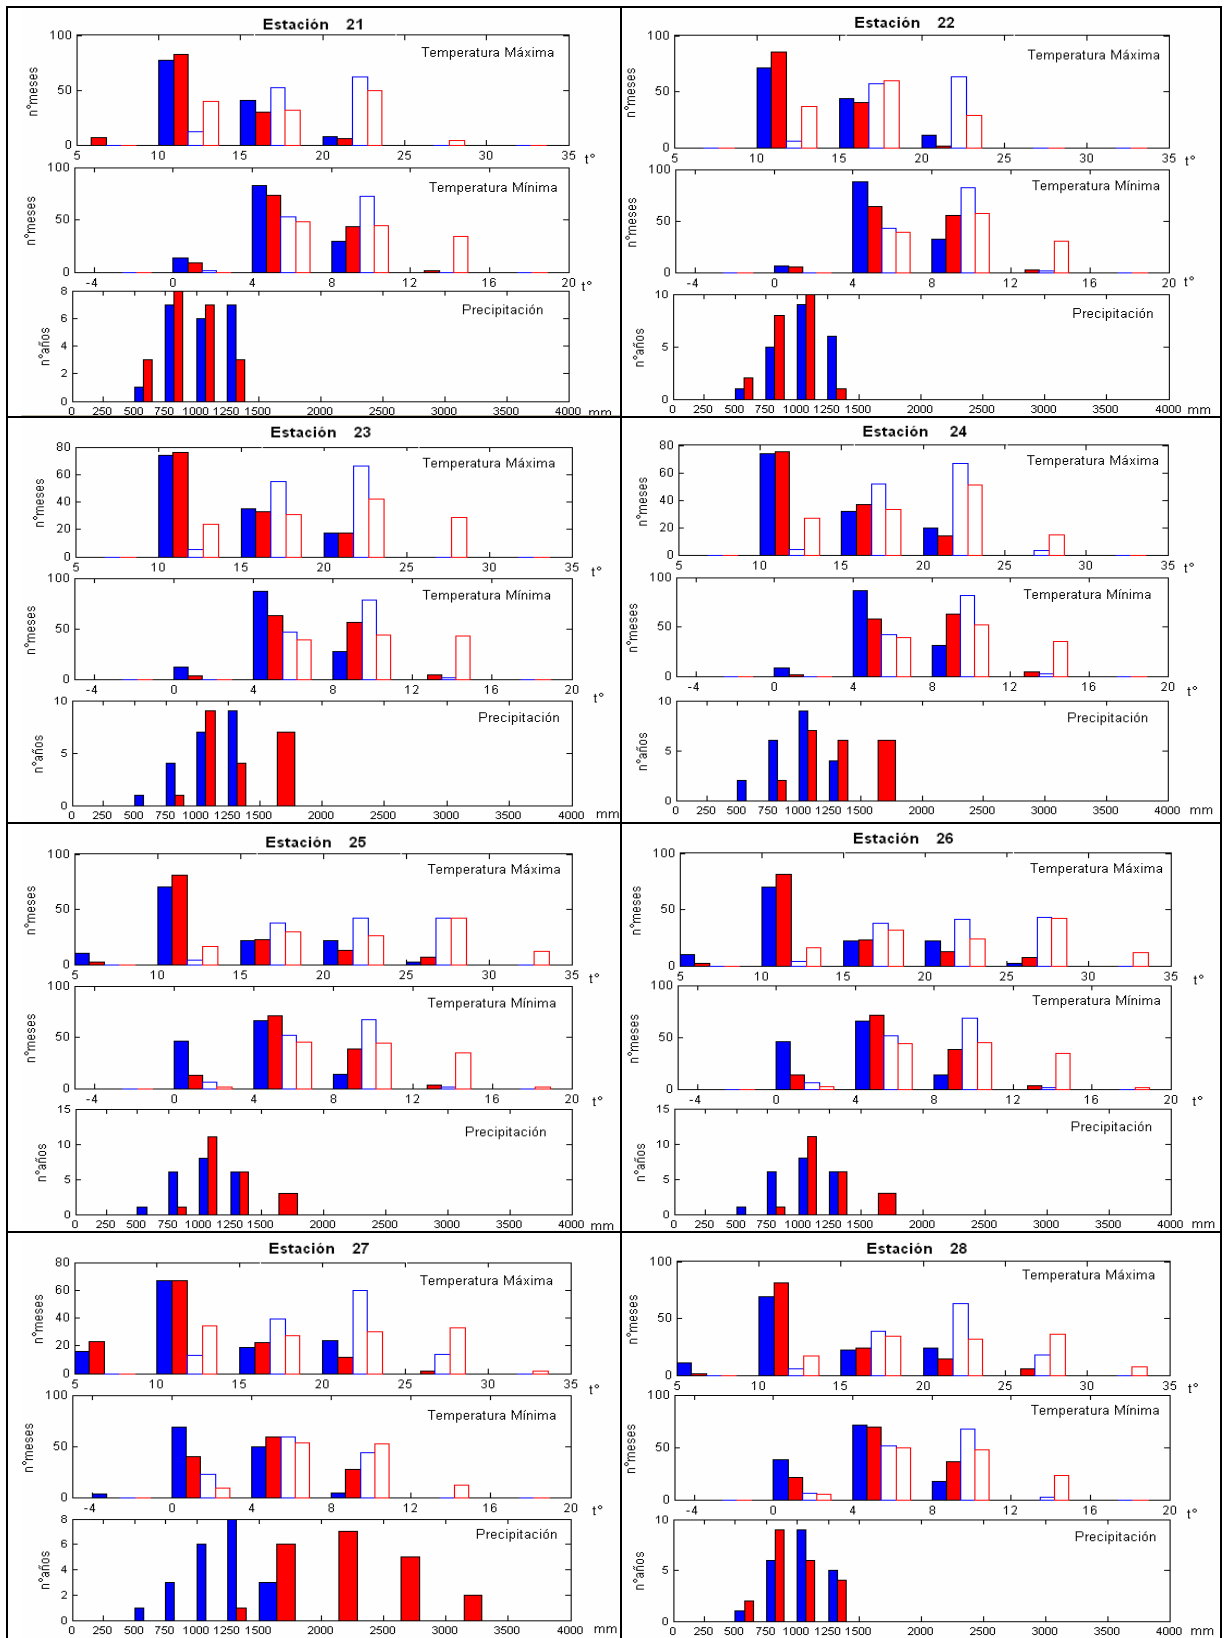 Estación 21
Temperatura Máxima
n°meses
100
50
0
5 10 15 20 25 30 35 t°
Temperatura Mínima
n°meses
100
50
0
-4 0 4 8 12 16 20 t°
Precipitación
n°años
8
6
4
2
0
0 250 500 750 1000 1250 1500 2000 2500 3000 4000 mm
Estación 22
Temperatura Máxima
n°meses
100
50
0
5 10 15 20 25 30 35 t°
Temperatura Mínima
n°meses
100
50
0
-4 0 4 8 12 16 20 t°
Precipitación
n°años
10
5
0
0 250 500 750 1000 1250 1500 2000 2500 3000 4000 mm
Estación 23
Temperatura Máxima
n°meses
80
60
40
20
0
5 10 15 20 25 30 35 t°
Temperatura Mínima
n°meses
100
50
0
-4 0 4 8 12 16 20 t°
Precipitación
n°años
10
5
0
0 250 500 750 1000 1250 1500 2000 2500 3000 4000 mm
Estación 24
Temperatura Máxima
n°meses
80
60
40
20
0
5 10 15 20 25 30 35 t°
Temperatura Mínima
n°meses
100
50
0
-4 0 4 8 12 16 20 t°
Precipitación
n°años
10
5
0
0 250 500 750 1000 1250 1500 2000 2500 3000 4000 mm
Estación 25
Temperatura Máxima
n°meses
100
50
0
5 10 15 20 25 30 35 t°
Temperatura Mínima
n°meses
100
50
0
-4 0 4 8 12 16 20 t°
Precipitación
n°años
15
10
5
0
0 250 500 750 1000 1250 1500 2000 2500 3000 4000 mm
Estación 26
Temperatura Máxima
n°meses
100
50
0
5 10 15 20 25 30 35 t°
Temperatura Mínima
n°meses
100
50
0
-4 0 4 8 12 16 20 t°
Precipitación
n°años
15
10
5
0
0 250 500 750 1000 1250 1500 2000 2500 3000 4000 mm
Estación 27
Temperatura Máxima
n°meses
80
60
40
20
0
5 10 15 20 25 30 35 t°
Temperatura Mínima
n°meses
100
50
0
-4 0 4 8 12 16 20 t°
Precipitación
n°años
8
6
4
2
0
0 250 500 750 1000 1250 1500 2000 2500 3000 4000 mm
Estación 28
Temperatura Máxima
n°meses
100
50
0
5 10 15 20 25 30 35 t°
Temperatura Mínima
n°meses
100
50
0
-4 0 4 8 12 16 20 t°
Precipitación
n°años
10
5
0
0 250 500 750 1000 1250 1500 2000 2500 3000 4000 mm